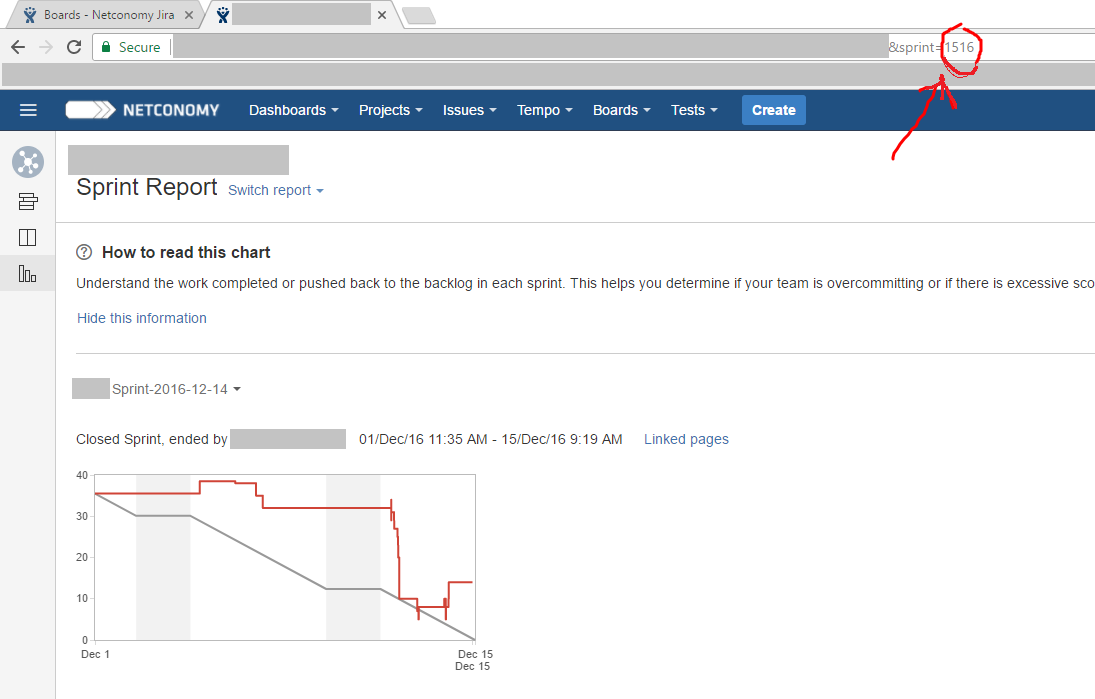 Boards - Netconomy Jira
Secure
&sprint=1516
NETCONOMY Dashboards Projects Issues Tempo Boards Tests Create
Sprint Report Switch report
? How to read this chart
Understand the work completed or pushed back to the backlog in each sprint. This helps you determine if your team is overcommitting or if there is excessive sco
Hide this information
Sprint-2016-12-14
Closed Sprint, ended by 01/Dec/16 11:35 AM - 15/Dec/16 9:19 AM Linked pages
40
30
20
10
0
Dec 1 Dec 15
Dec 15